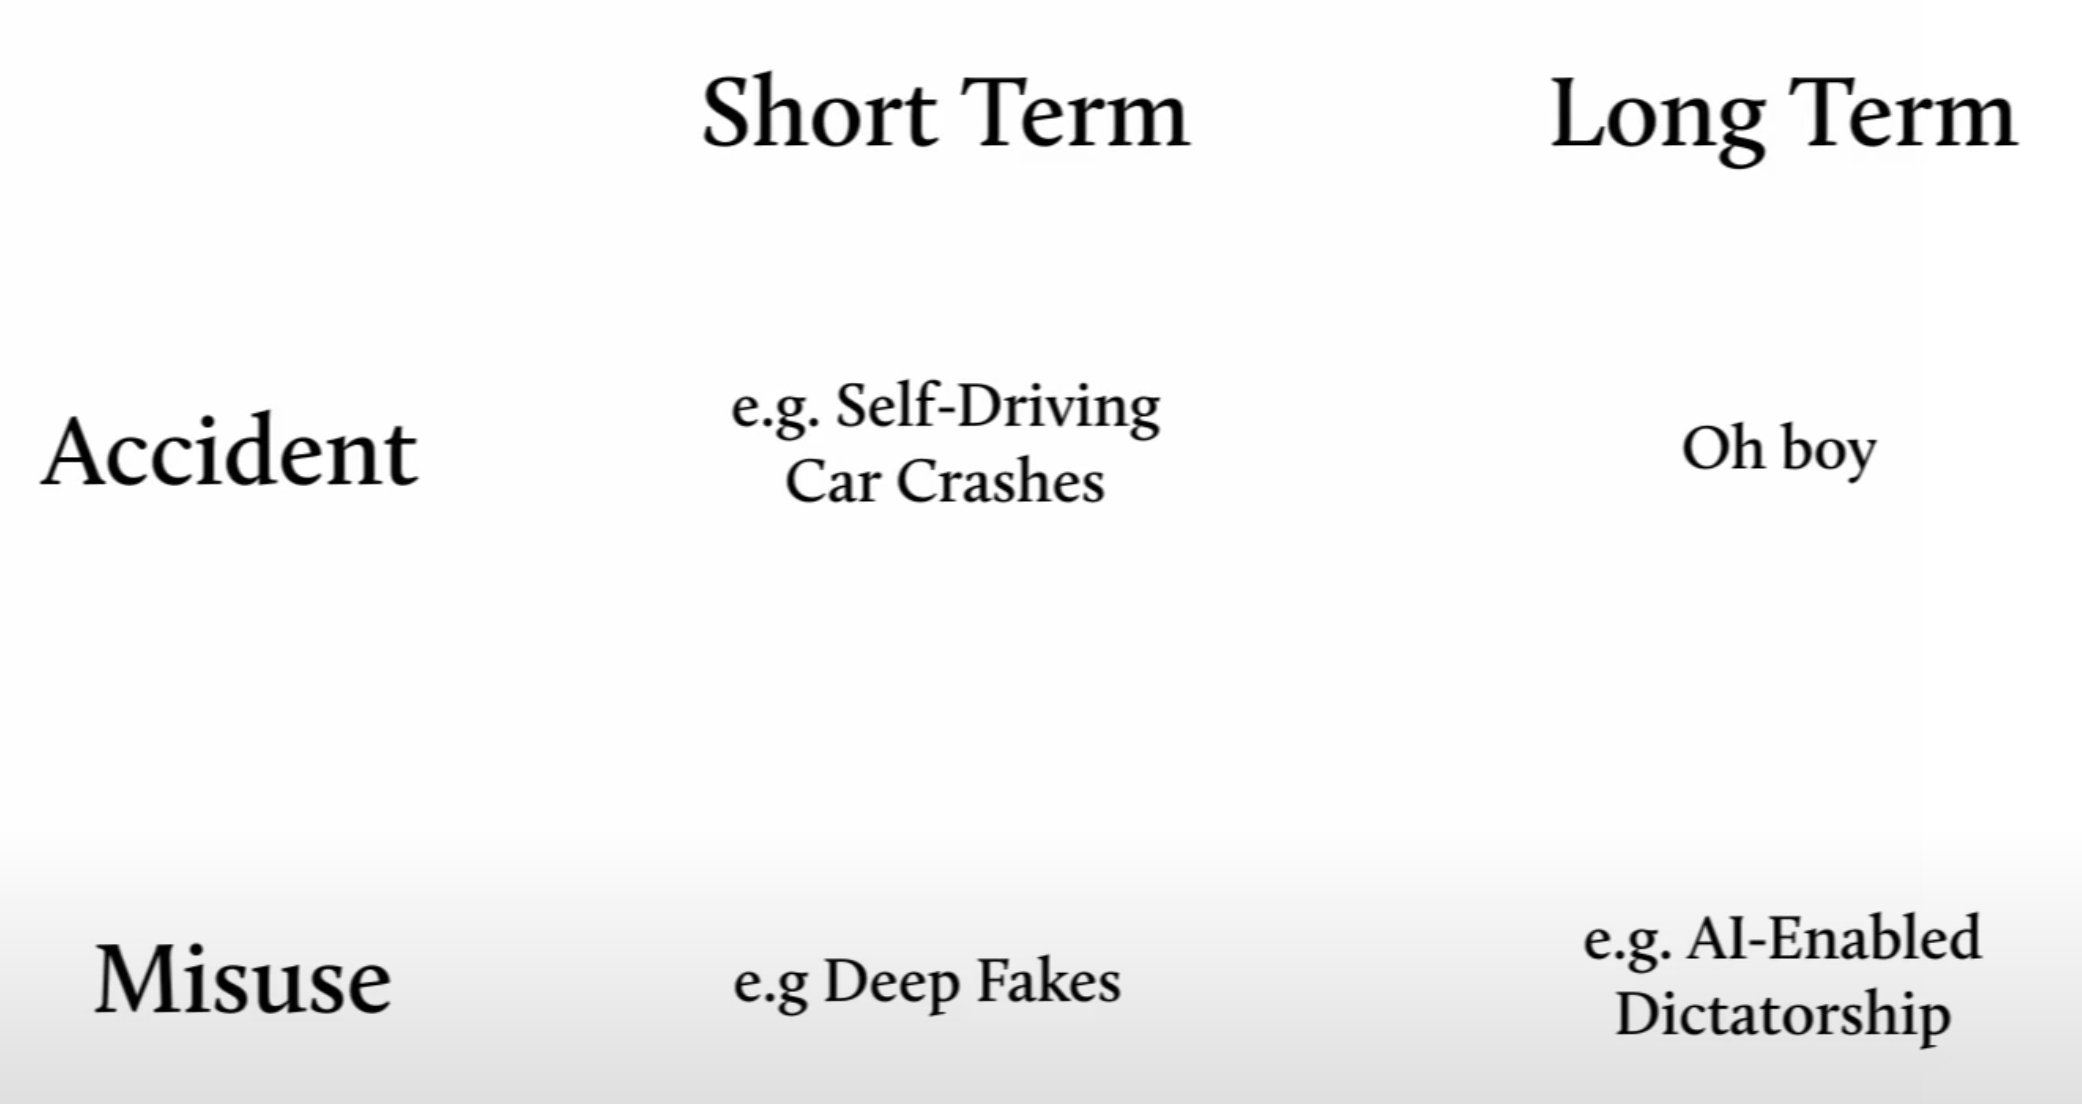 Short Term
Long Term
Accident
e.g. Self-Driving
Car Crashes
Oh boy
Misuse
e.g Deep Fakes
e.g. AI-Enabled
Dictatorship